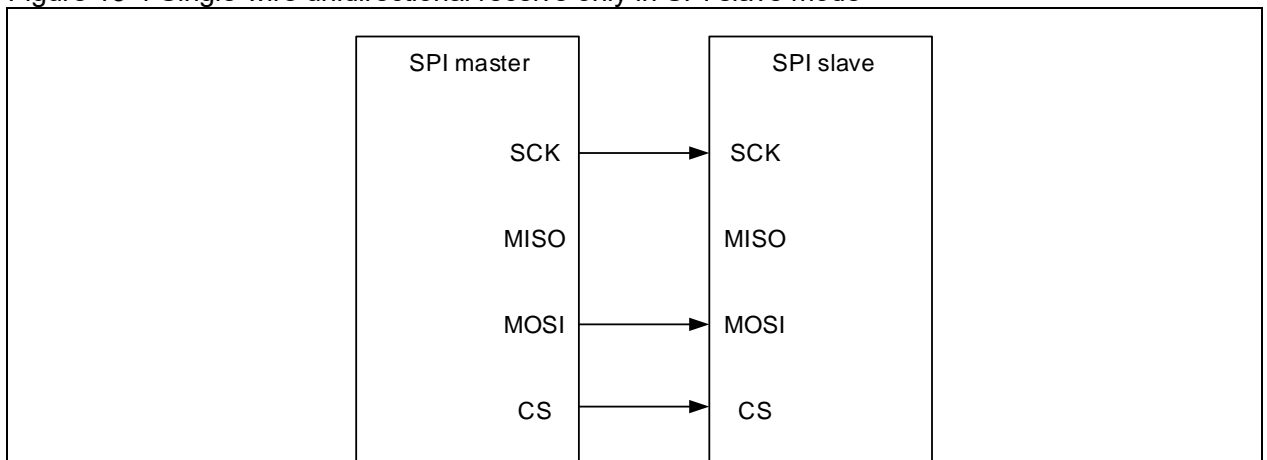 Figure Single-wire unidirectional receive only in SPI slave mode
SPI master SPI slave
SCK SCK
MISO MISO
MOSI MOSI
CS CS